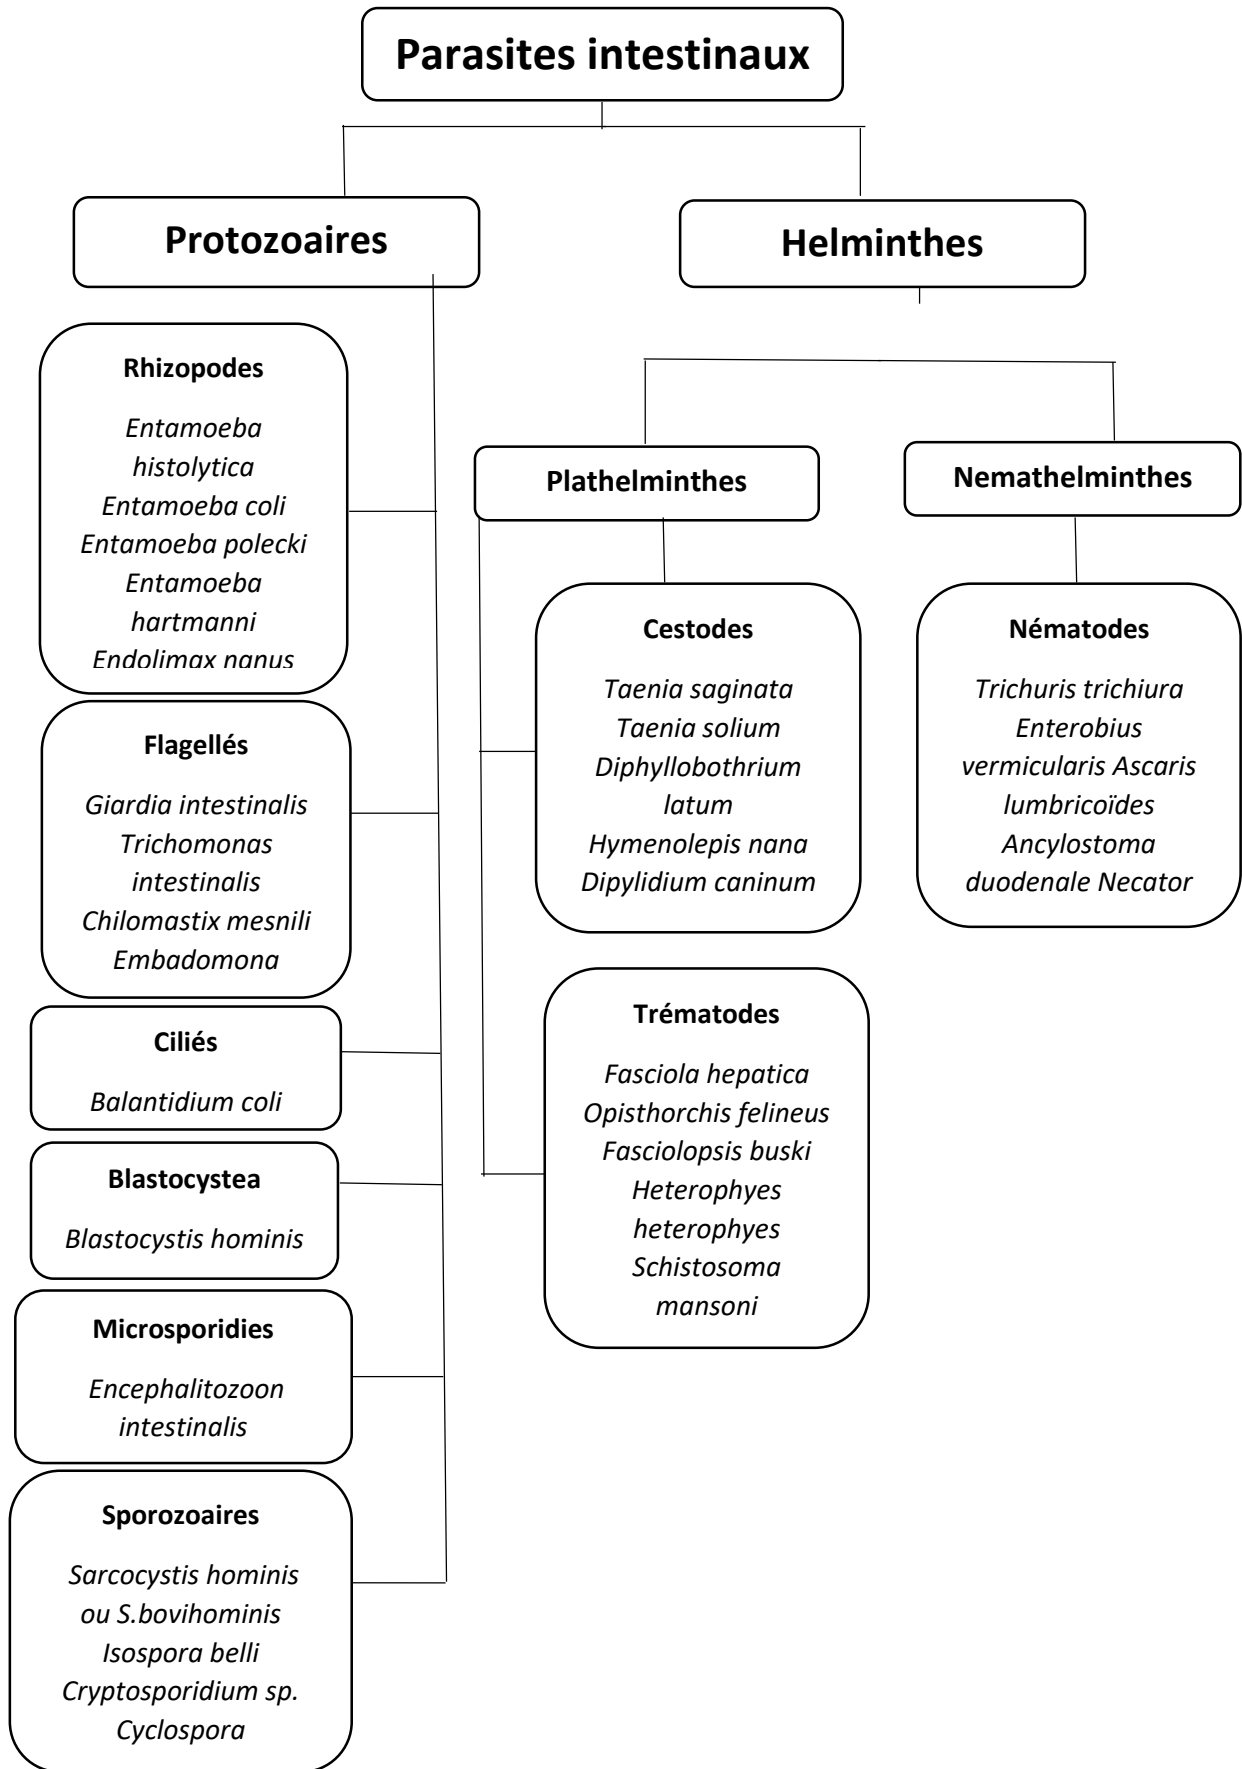 Parasites intestinaux
Protozoaires
Helminthes
Rhizopodes
Entamoeba
histolytica
Entamoeba coli
Entamoeba polecki
Entamoeba
hartmanni
Endolimax nanus
Flagellés
Giardia intestinalis
Trichomonas
intestinalis
Chilomastix mesnili
Embadomona
Ciliés
Balantidium coli
Blastocystea
Blastocystis hominis
Microsporidies
Encephalitozoon
intestinalis
Sporozoaires
Sarcocystis hominis
ou S.bovihominis
Isospora belli
Cryptosporidium sp.
Cyclospora
Plathelminthes
Nemathelminthes
Cestodes
Taenia saginata
Taenia solium
Diphyllobothrium
latum
Hymenolepis nana
Dipylidium caninum
Trématodes
Fasciola hepatica
Opisthorchis felineus
Fasciolopsis buski
Heterophyes
heterophyes
Schistosoma
mansoni
Nématodes
Trichuris trichiura
Enterobius
vermicularis Ascaris
lumbricoïdes
Ancylostoma
duodenale Necator